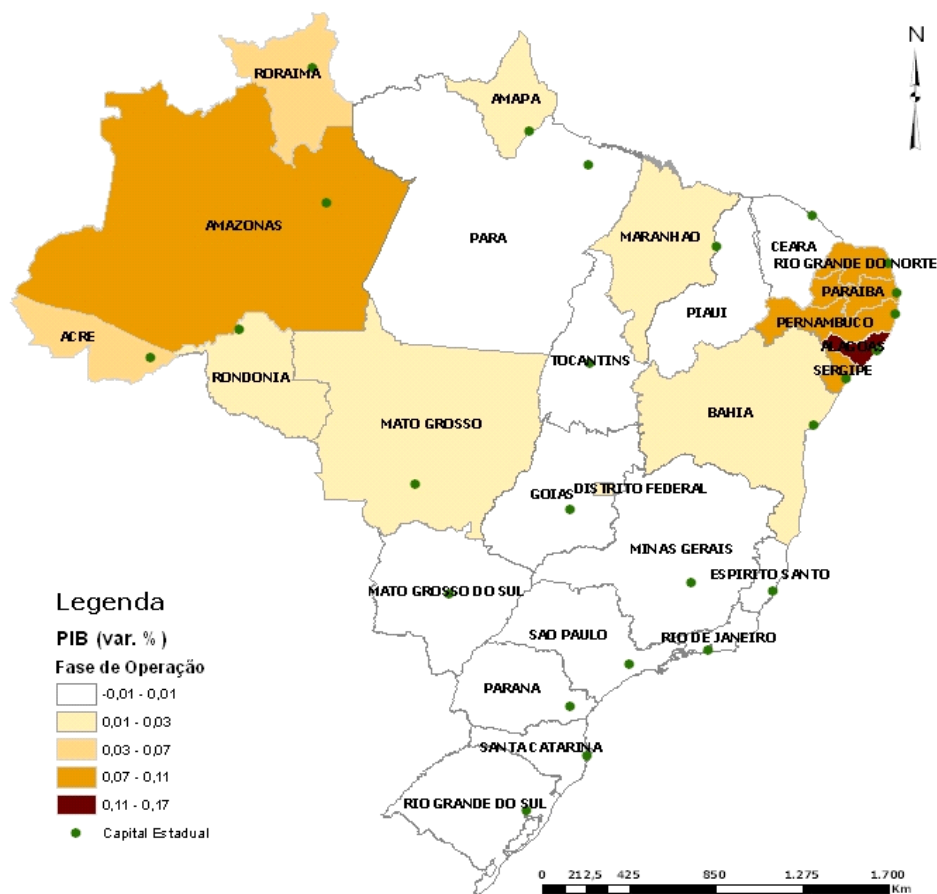 N
RORAIMA
AMAPA
AMAZONAS
PARA
MARANHAO
CEARA
RIO GRANDE DO NORTE
PARAIBA
PIAUI
PERNAMBUCO
ACRE
ALAGOAS
TOCANTINS
SERGIPE
RONDONIA
BAHIA
MATO GROSSO
GOIAS
DISTRITO FEDERAL
MINAS GERAIS
ESPIRITO SANTO
MATO GROSSO DO SUL
SAO PAULO
RIO DE JANEIRO
PARANA
SANTA CATARINA
RIO GRANDE DO SUL
Legenda
PIB (var. %)
Fase de Operação
-0,01 - 0,01
0,01 - 0,03
0,03 - 0,07
0,07 - 0,11
0,11 - 0,17
Capital Estadual
0 212,5 425 850 1.275 1.700
Km